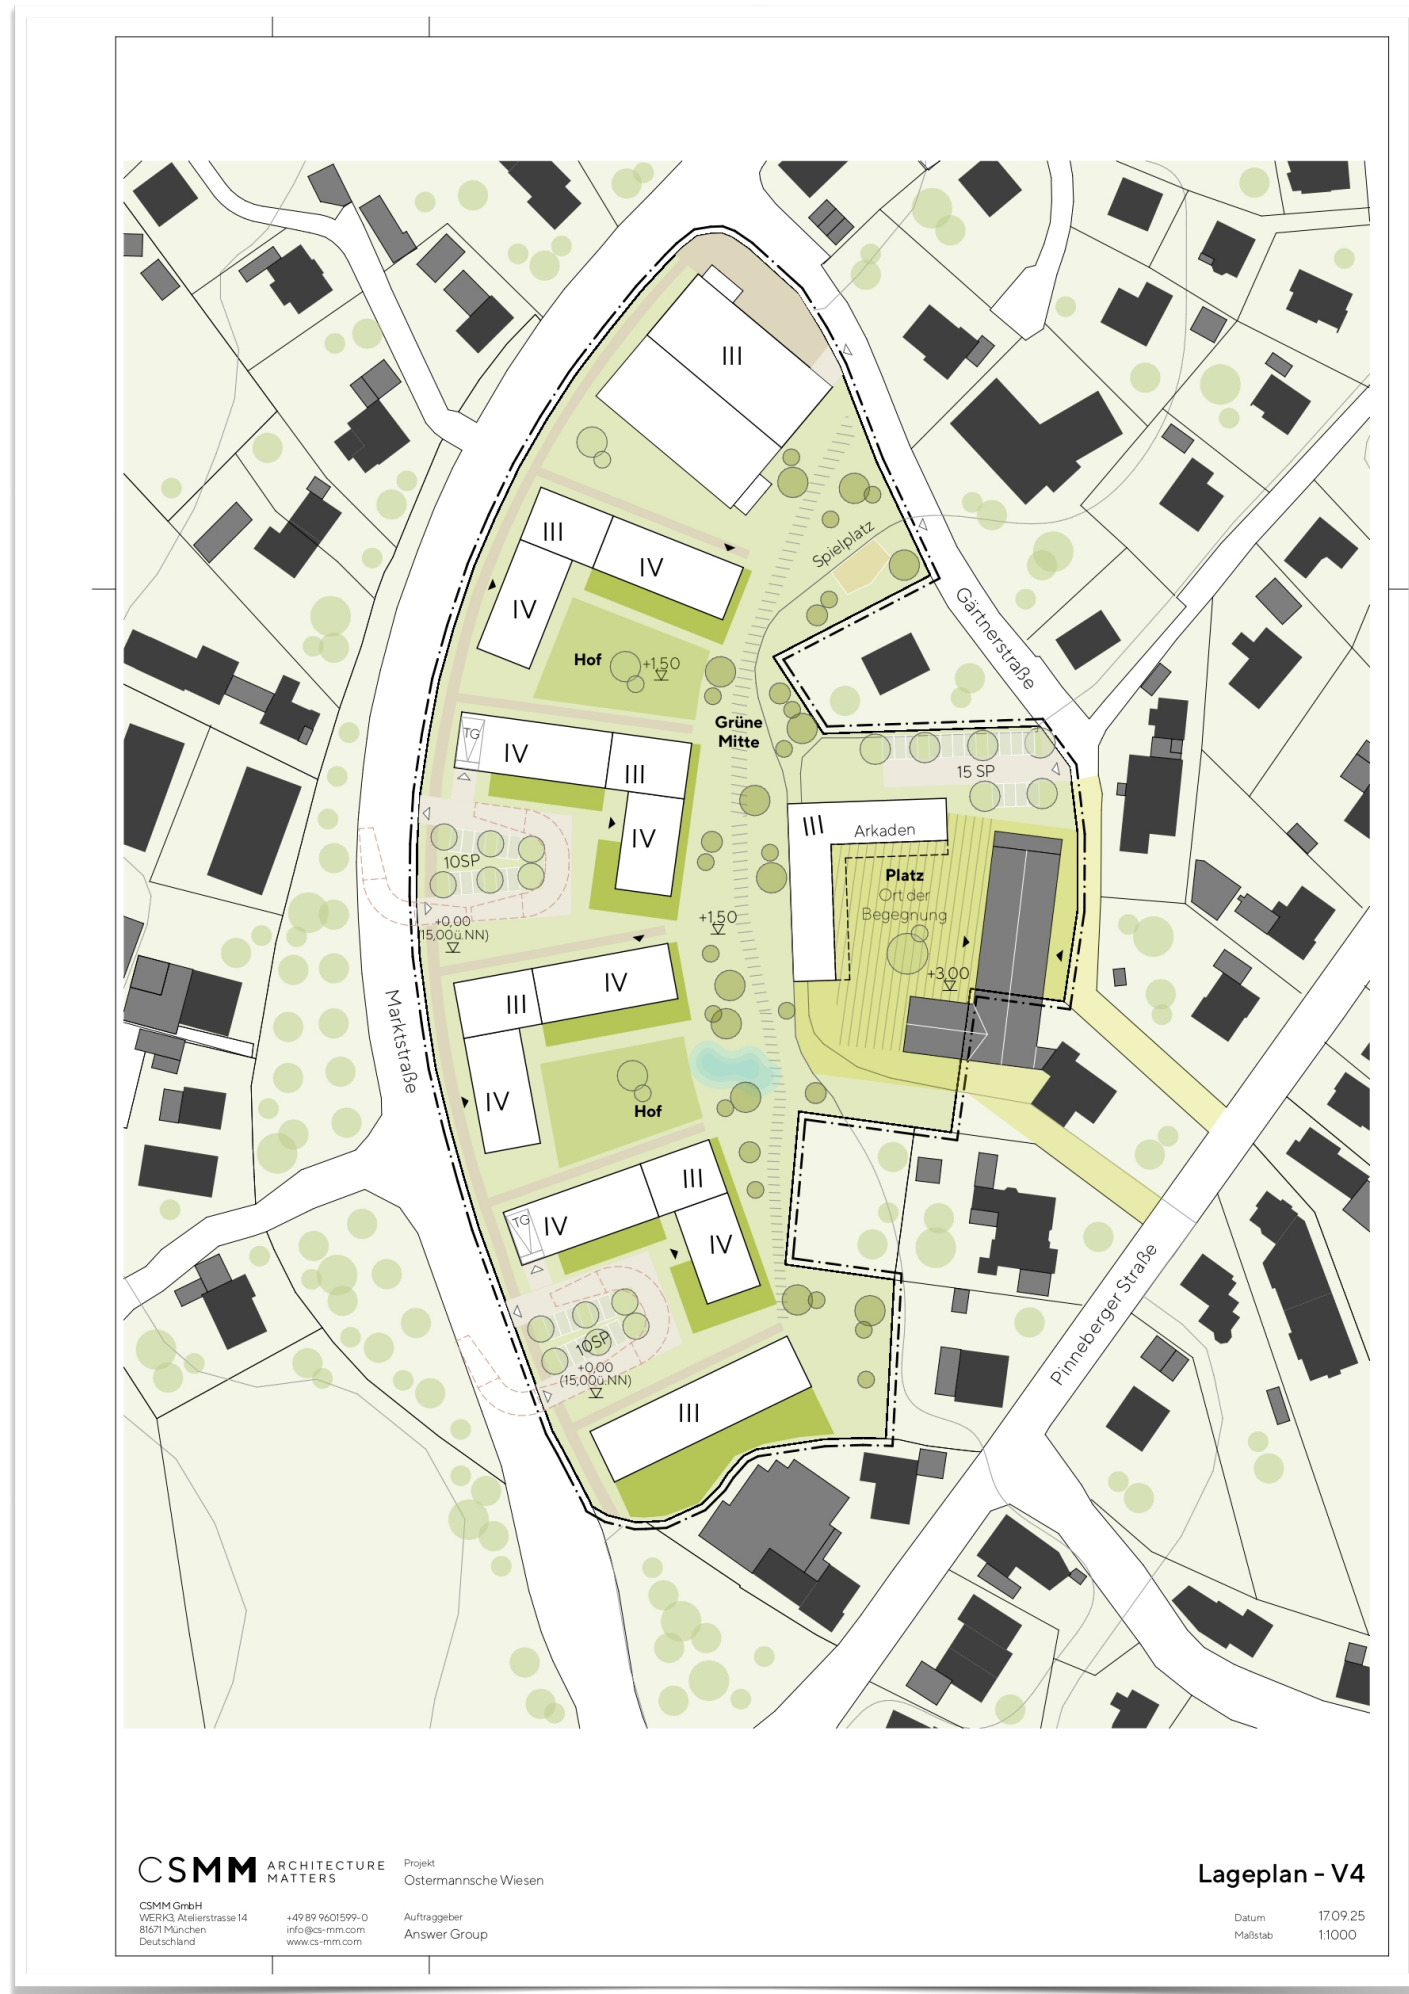 III
III
IV
IV
Spielplatz
Gärtnerstraße
Hof
+1,50
TG
IV
III
IV
Grüne
Mitte
15 SP
10SP
+0,00
(15,00ü.NN)
III
Arkaden
Platz
Ort der
Begegnung
+3,00
+1,50
Marktstraße
III
IV
IV
Hof
TG
IV
III
IV
10SP
+0,00
(15,00ü.NN)
III
Pinneberger Straße
CSMM ARCHITECTURE
MATTERS
CSMM GmbH
WERK3, Atelierstrasse 14
81671 München
Deutschland
+49 89 9601599-0
info@cs-mm.com
www.cs-mm.com
Projekt
Ostermannsche Wiesen
Auftraggeber
Answer Group
Lageplan - V4
Datum 17.09.25
Maßstab 1:1000